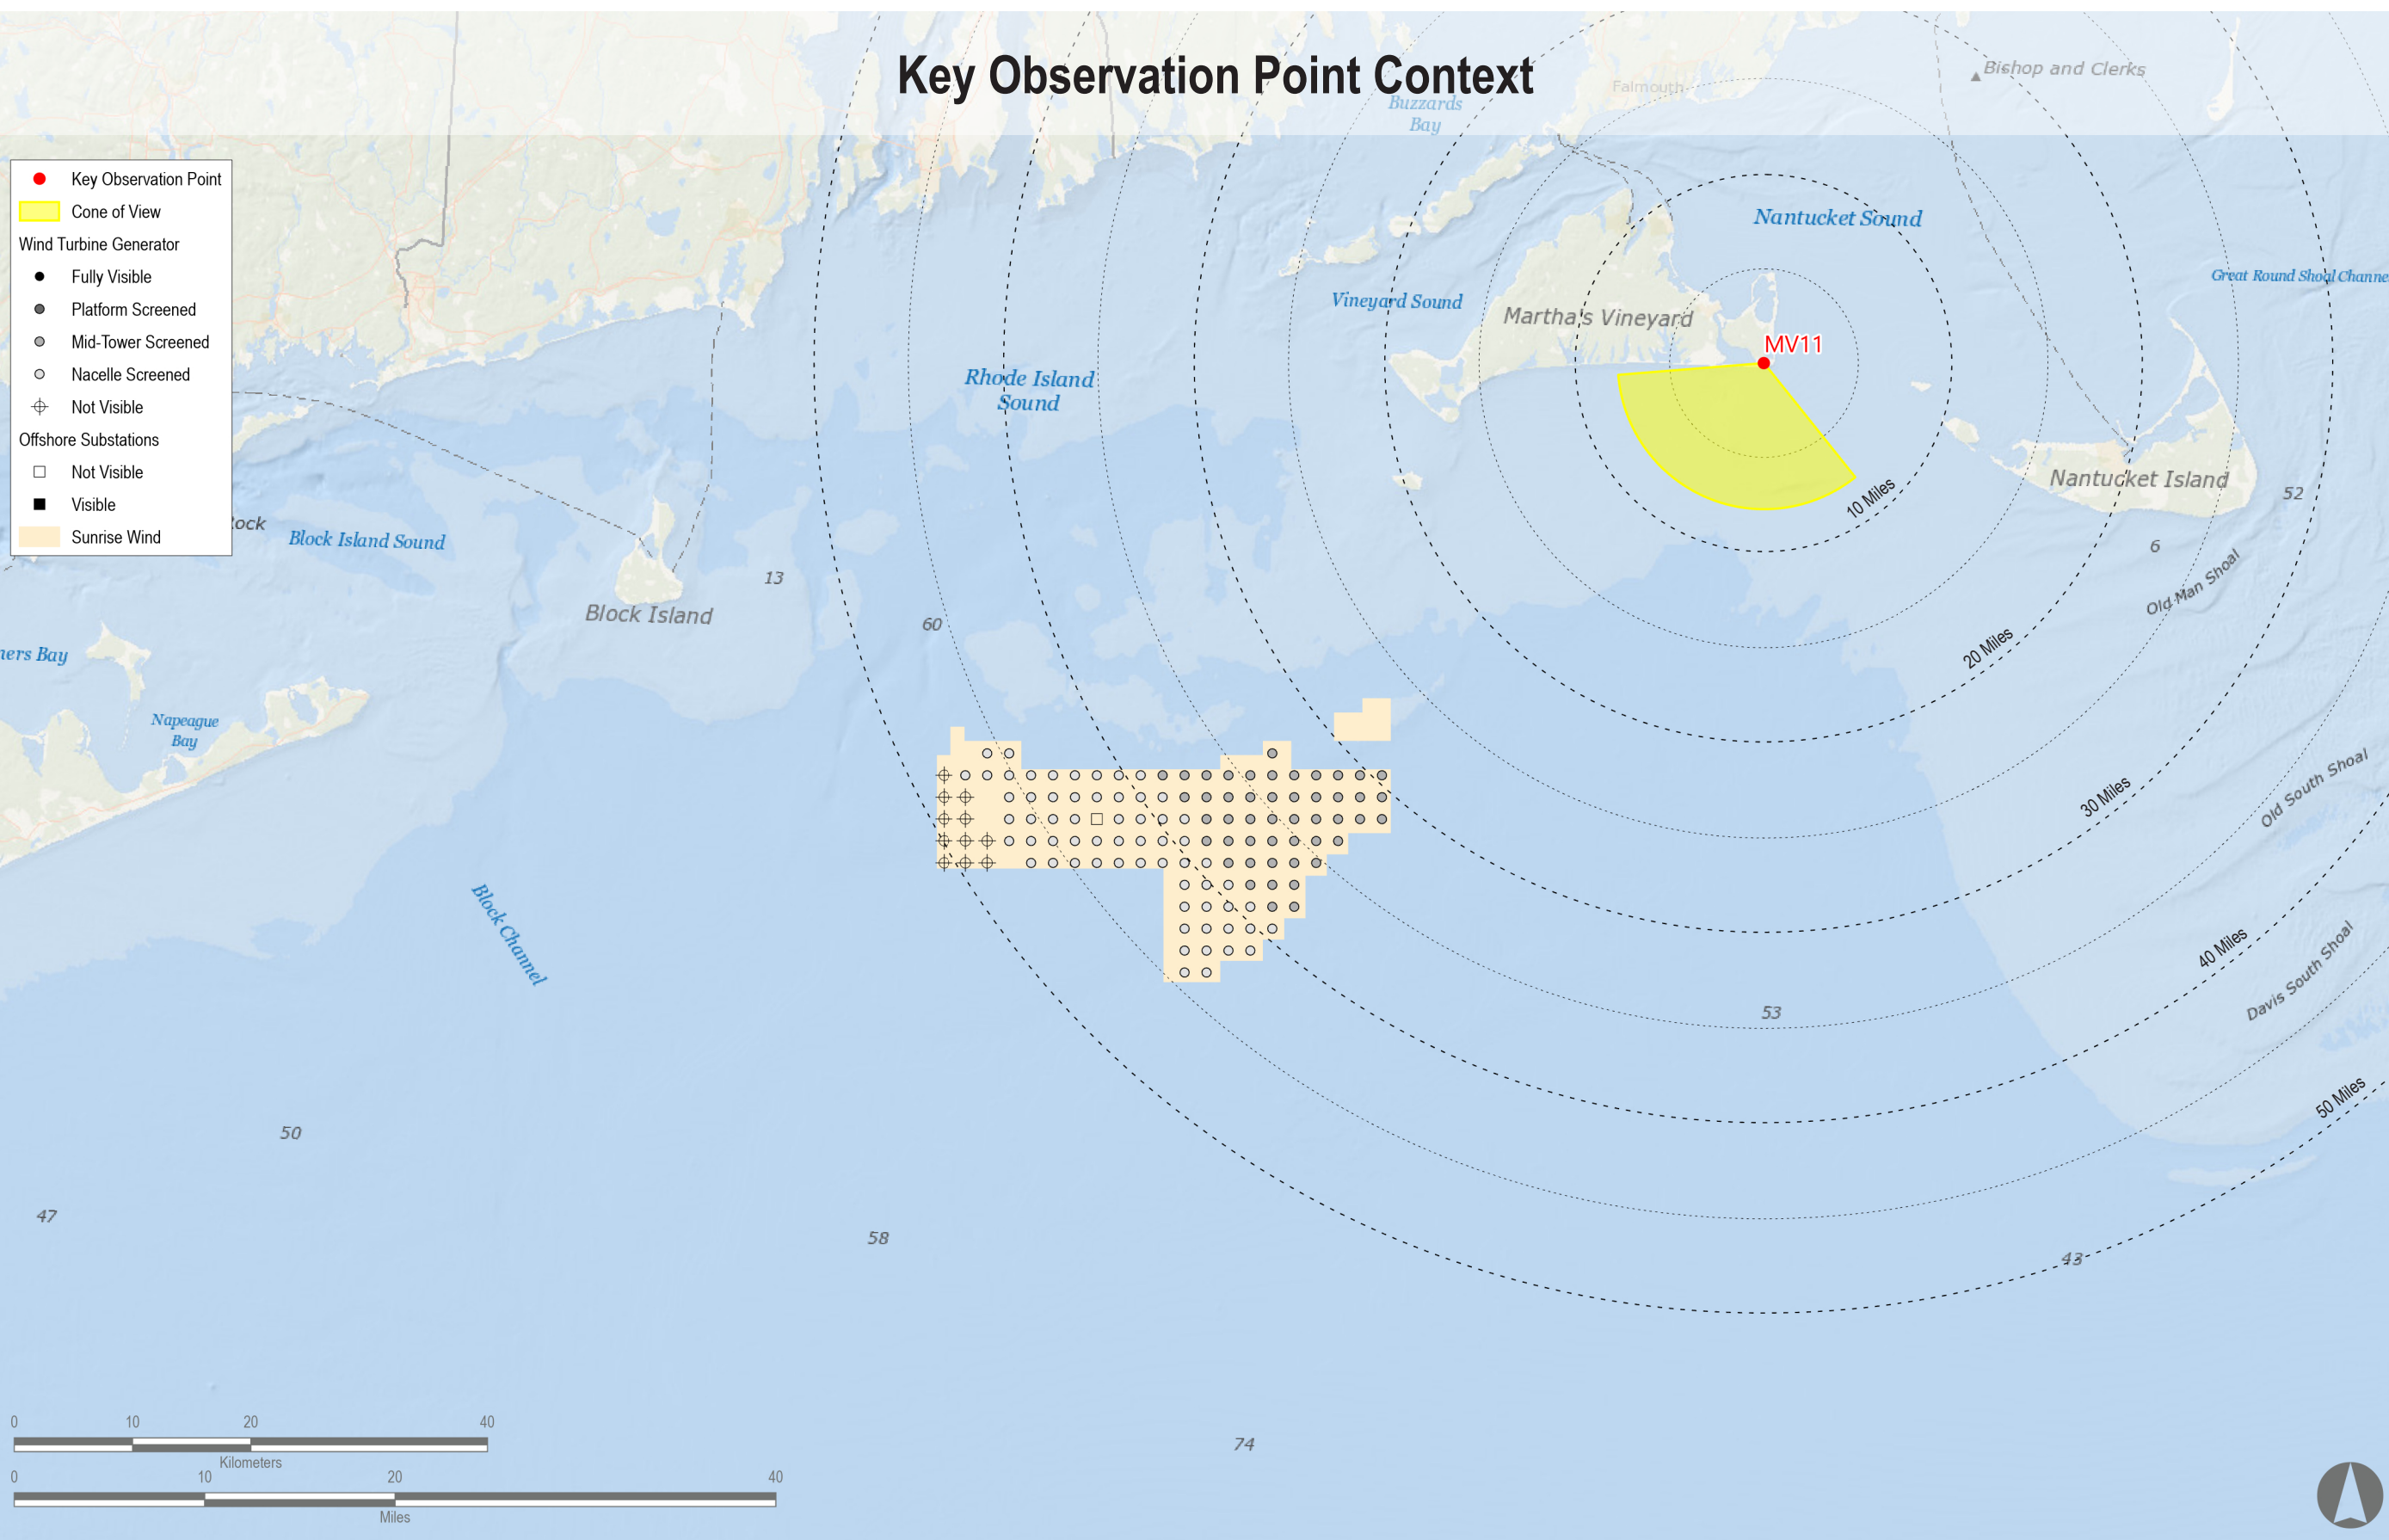 Key Observation Point Context
Bishop and Clerks
Falmouth
Buzzards
Bay
Key Observation Point
Cone of View
Wind Turbine Generator
Fully Visible
Platform Screened
Mid-Tower Screened
Nacelle Screened
Not Visible
Offshore Substations
Not Visible
Visible
Sunrise Wind
Nantucket Sound
Great Round Shoal Channe
Vineyard Sound
Martha's Vineyard
MV11
Rhode Island
Sound
Nantucket Island
52
10 Miles
Rock
Block Island Sound
6
13
Old Man Shoal
Block Island
60
20 Miles
ners Bay
Napeague
Bay
Old South Shoal
30 Miles
Block Channel
40 Miles
Davis South Shoal
53
50 Miles
50
47
58
43
74
0 10 20 40
Kilometers
0 10 20 40
Miles